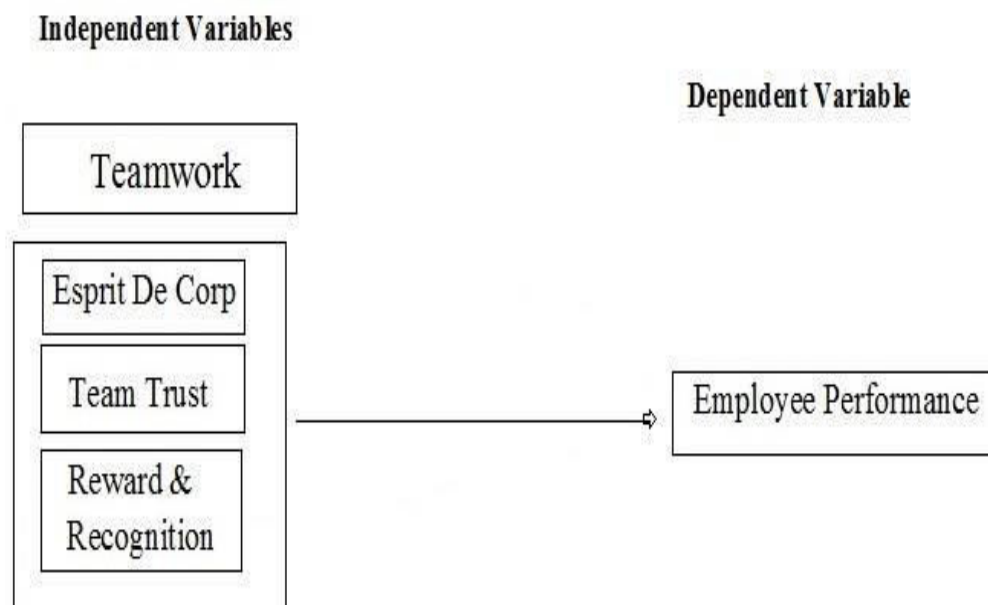 Independent Variables
Dependent Variable
Teamwork
Esprit De Corp
Team Trust
Reward &
Recognition
Employee Performance